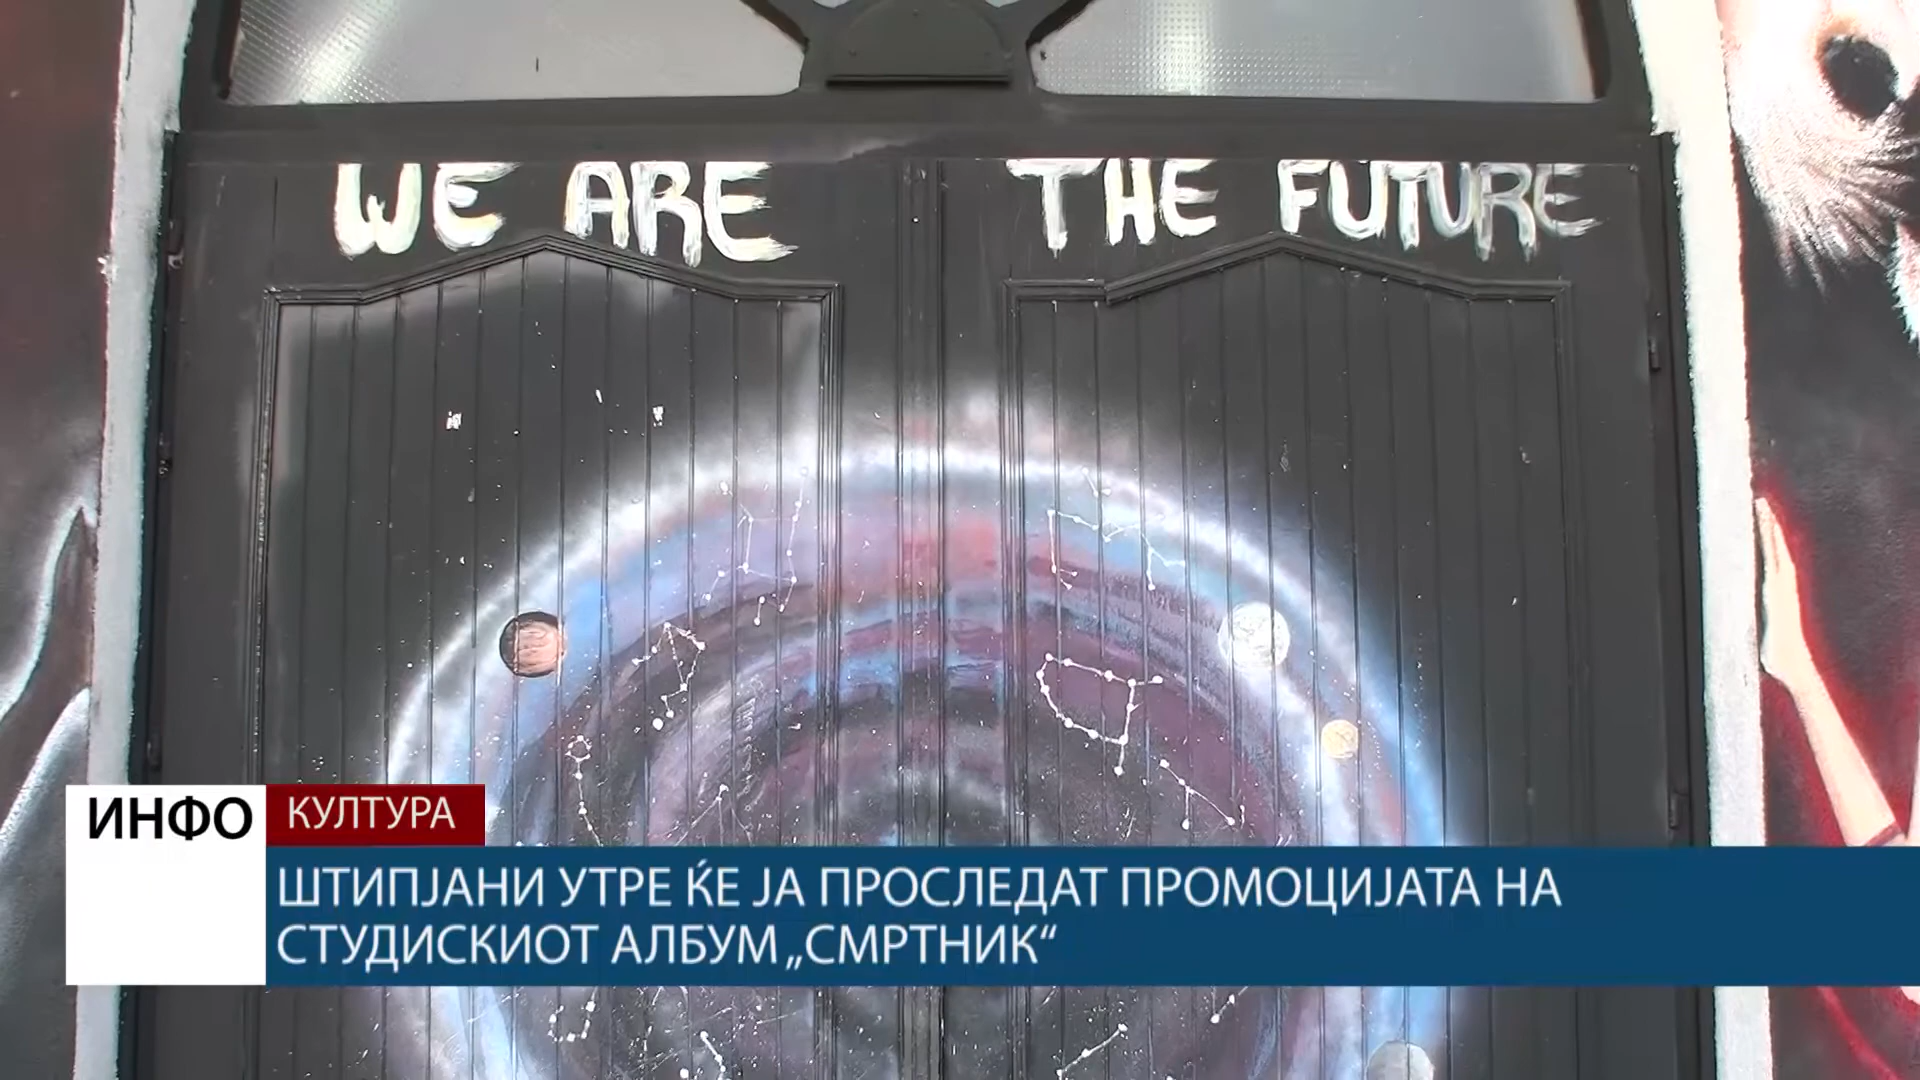 WE ARE THE FUTURE
ИНФО
КУЛТУРА
ШТИПЈАНИ УТРЕ ЌЕ ЈА ПРОСЛЕДАТ ПРОМОЦИЈАТА НА
СТУДИСКИОТ АЛБУМ „СМРТНИК“